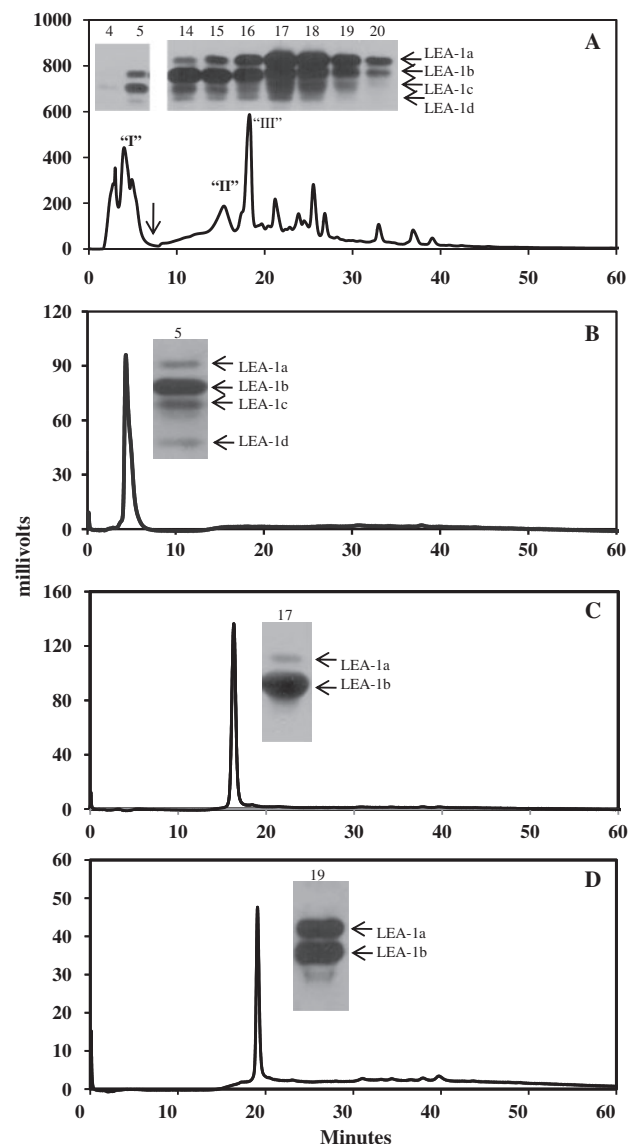 1000
4 5 14 15 16 17 18 19 20
A
LEA-1a
800
LEA-1b
LEA-1c
600
LEA-1d
"III"
"I"
400
"II"
200
0
0 10 20 30 40 50 60
120
B
5
90
LEA-1a
LEA-1b
60
LEA-1c
LEA-1d
30
0
0 10 20 30 40 50 60
millivolts
160
C
17
120
LEA-1a
LEA-1b
80
40
0
0 10 20 30 40 50 60
60
D
19
50
40
LEA-1a
LEA-1b
30
20
10
5
0
0 10 20 30 40 50 60
Minutes